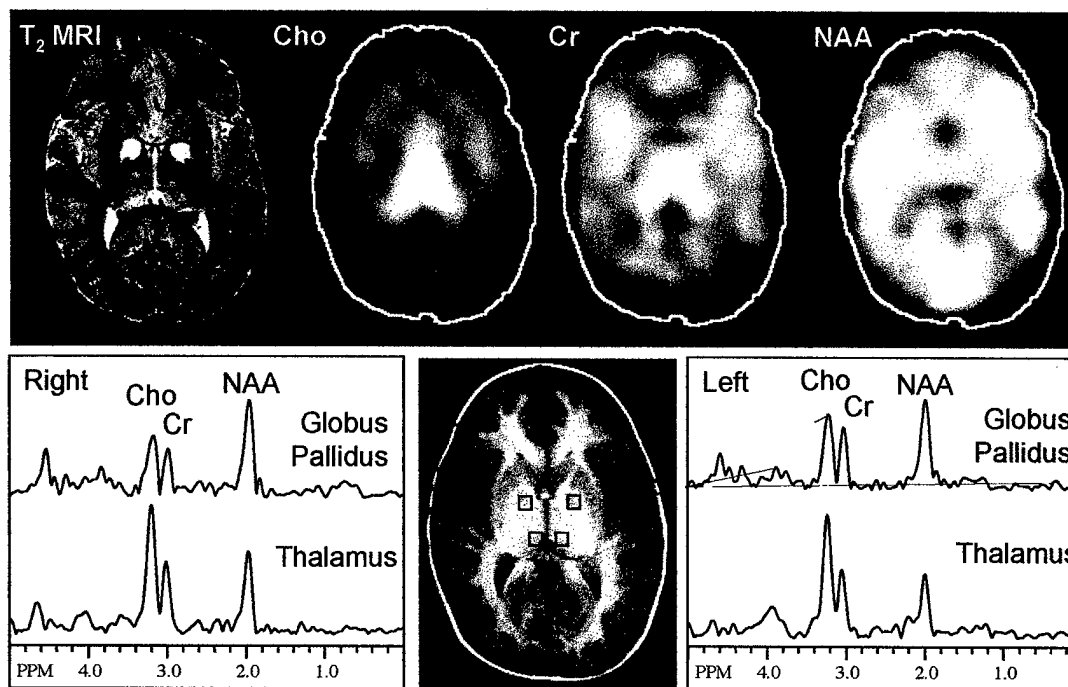 T₂ MRI
Cho
Cr
NAA
Right
Cho
Cr
NAA
Globus
Pallidus
Thalamus
PPM 4.0 3.0 2.0 1.0
Left
Cho
Cr
NAA
Globus
Pallidus
Thalamus
PPM 4.0 3.0 2.0 1.0